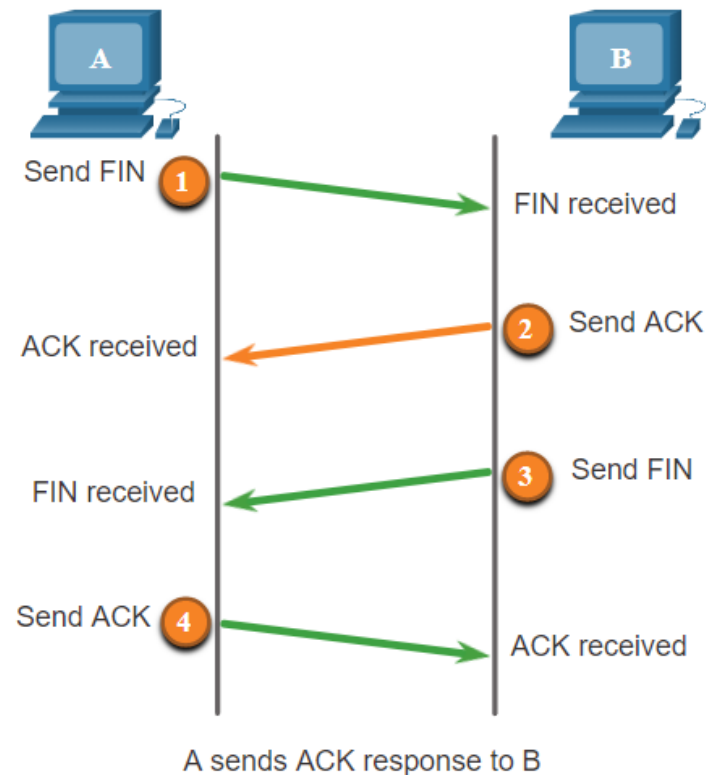 A
B
Send FIN
1
FIN received
2
Send ACK
ACK received
3
Send FIN
FIN received
Send ACK
4
ACK received
A sends ACK response to B